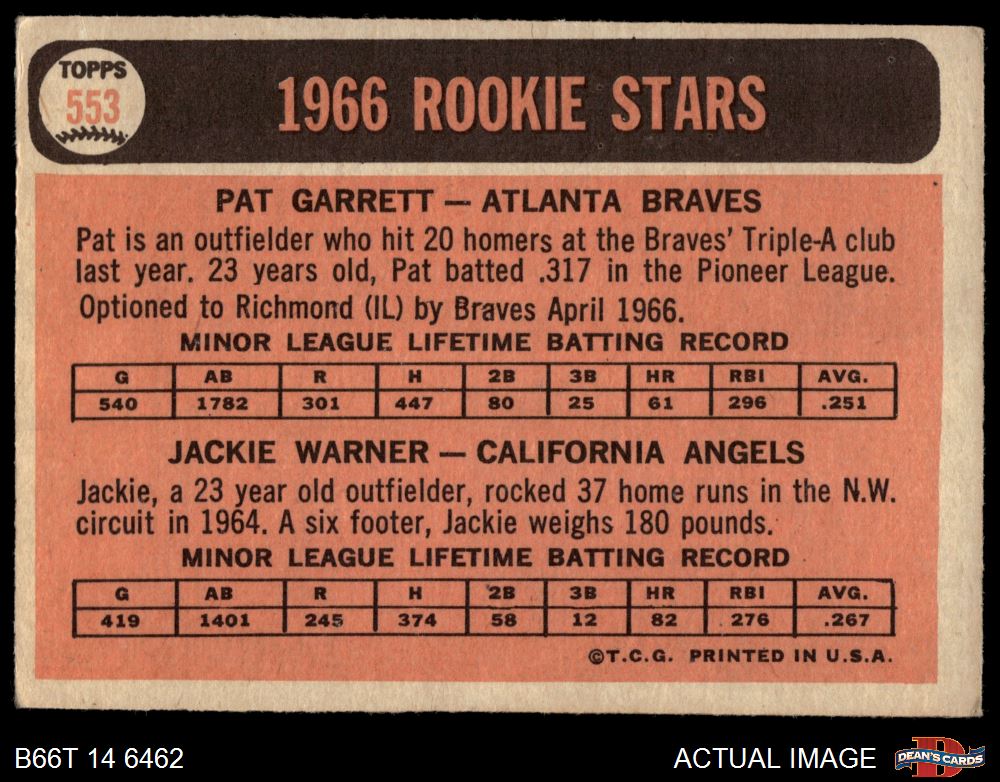 TOPPS
553
1966 ROOKIE STARS
PAT GARRETT — ATLANTA BRAVES
Pat is an outfielder who hit 20 homers at the Braves' Triple-A club
last year. 23 years old, Pat batted .317 in the Pioneer League.
Optioned to Richmond (IL) by Braves April 1966.
MINOR LEAGUE LIFETIME BATTING RECORD
G AB R H 2B 3B HR RBI AVG.
540 1782 301 447 80 25 61 296 .251
JACKIE WARNER — CALIFORNIA ANGELS
Jackie, a 23 year old outfielder, rocked 37 home runs in the N.W.
circuit in 1964. A six footer, Jackie weighs 180 pounds.
MINOR LEAGUE LIFETIME BATTING RECORD
G AB R H 2B 3B HR RBI AVG.
419 1401 245 374 58 12 82 276 .267
©T.C.G. PRINTED IN U.S.A.
B66T 14 6462 ACTUAL IMAGE
DEAN'S CARDS